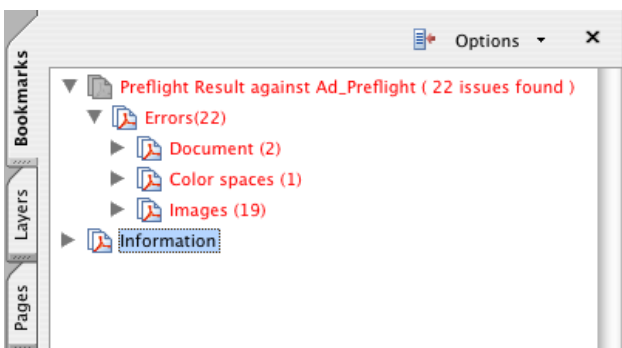 Options
Bookmarks
Preflight Result against Ad_Preflight ( 22 issues found )
Errors(22)
Document (2)
Color spaces (1)
Images (19)
Layers
Information
Pages